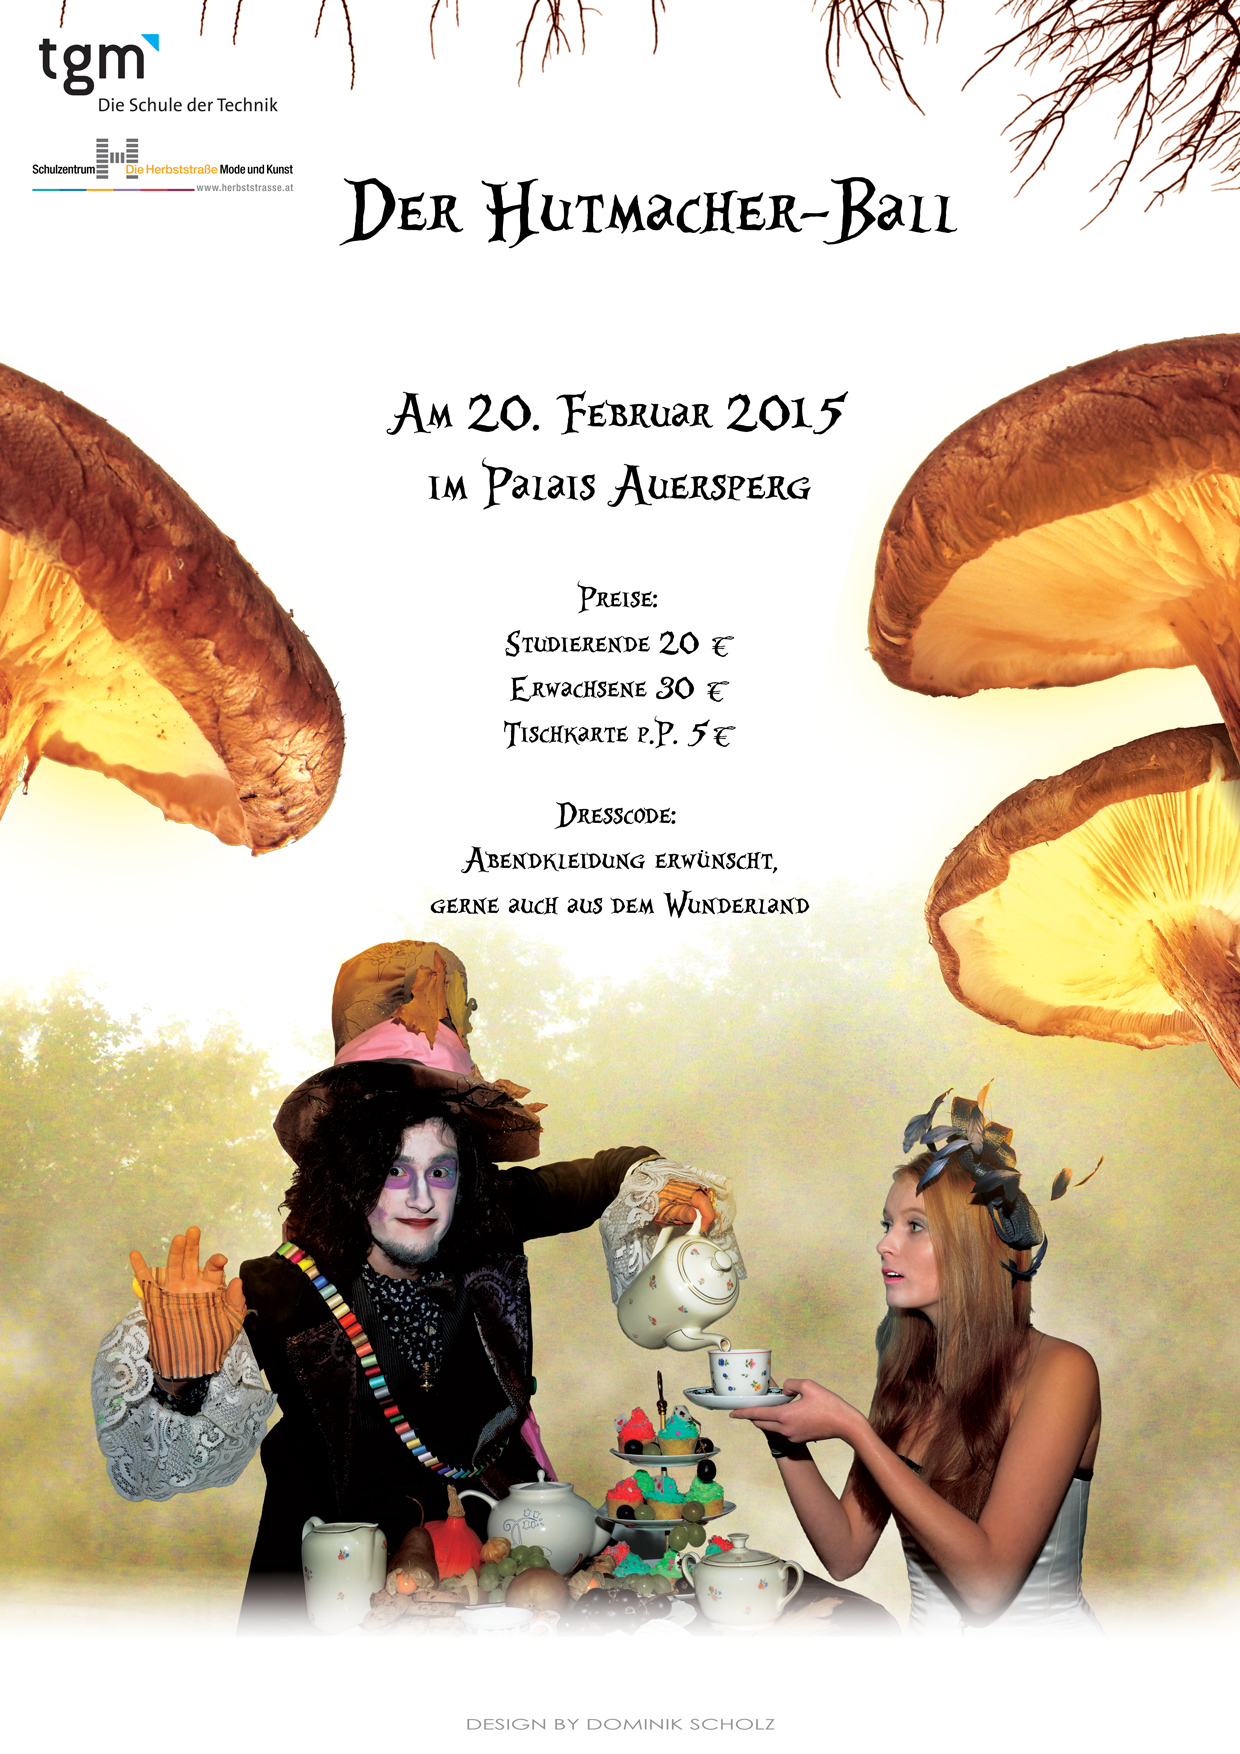 tgm
Die Schule der Technik
Schulzentrum Die Herbststraße Mode und Kunst
www.herbststrasse.at
Der Hutmacher-Ball
Am 20. Februar 2015
im Palais Auersperg
Preise:
Studierende 20 €
Erwachsene 30 €
Tischkarte p.P. 5 €
Dresscode:
Abendkleidung erwünscht,
gerne auch aus dem Wunderland
DESIGN BY DOMINIK SCHOLZ